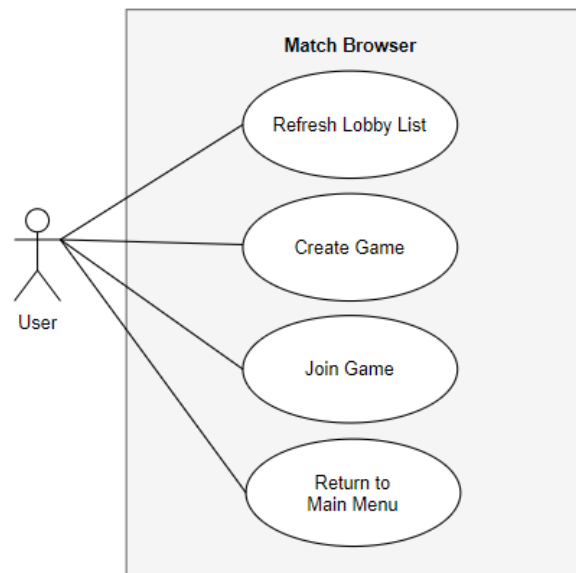 Match Browser
Refresh Lobby List
Create Game
User
Join Game
Return to
Main Menu